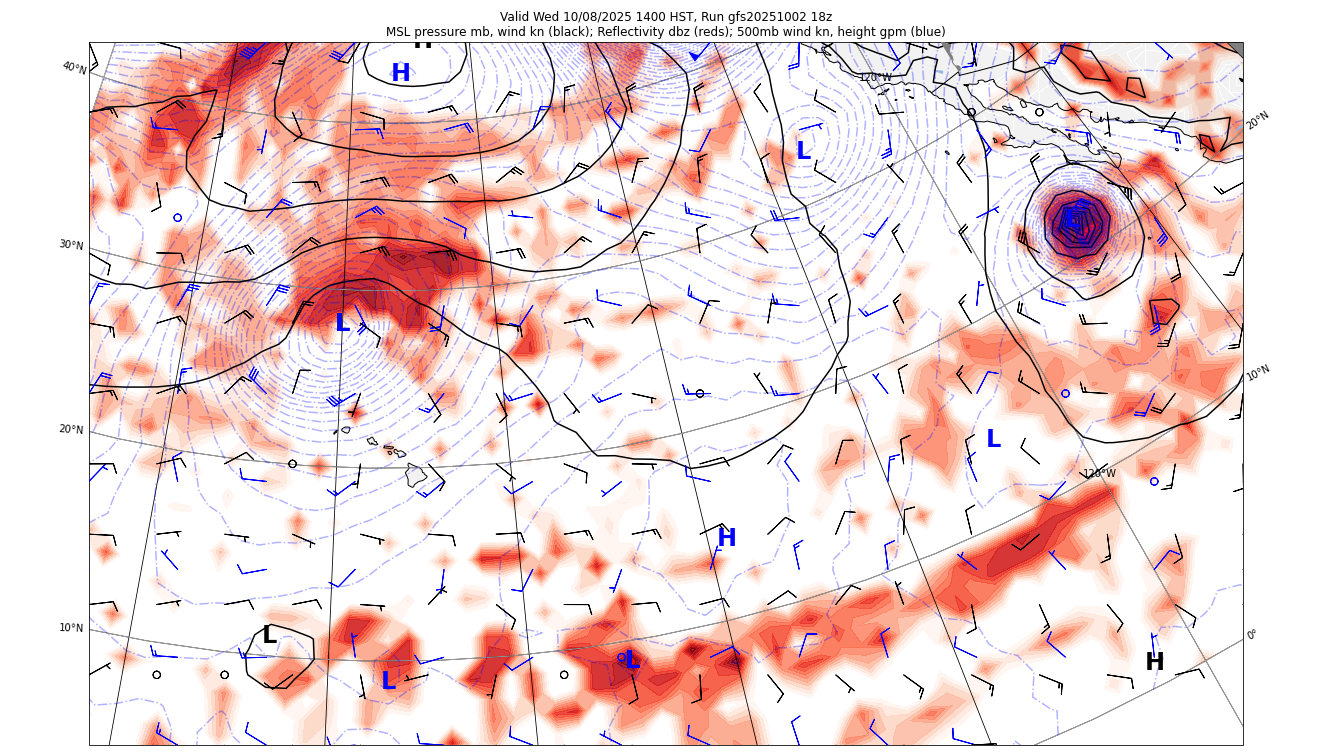 Valid Wed 10/08/2025 1400 HST, Run gfs20251002 18z
MSL pressure mb, wind kn (black); Reflectivity dbz (reds); 500mb wind kn, height gpm (blue)
H
40°N
H
120°W
20°N
L
L
30°N
L
10°N
20°N
L
120°W
H
10°N
L
0°
L
H
L